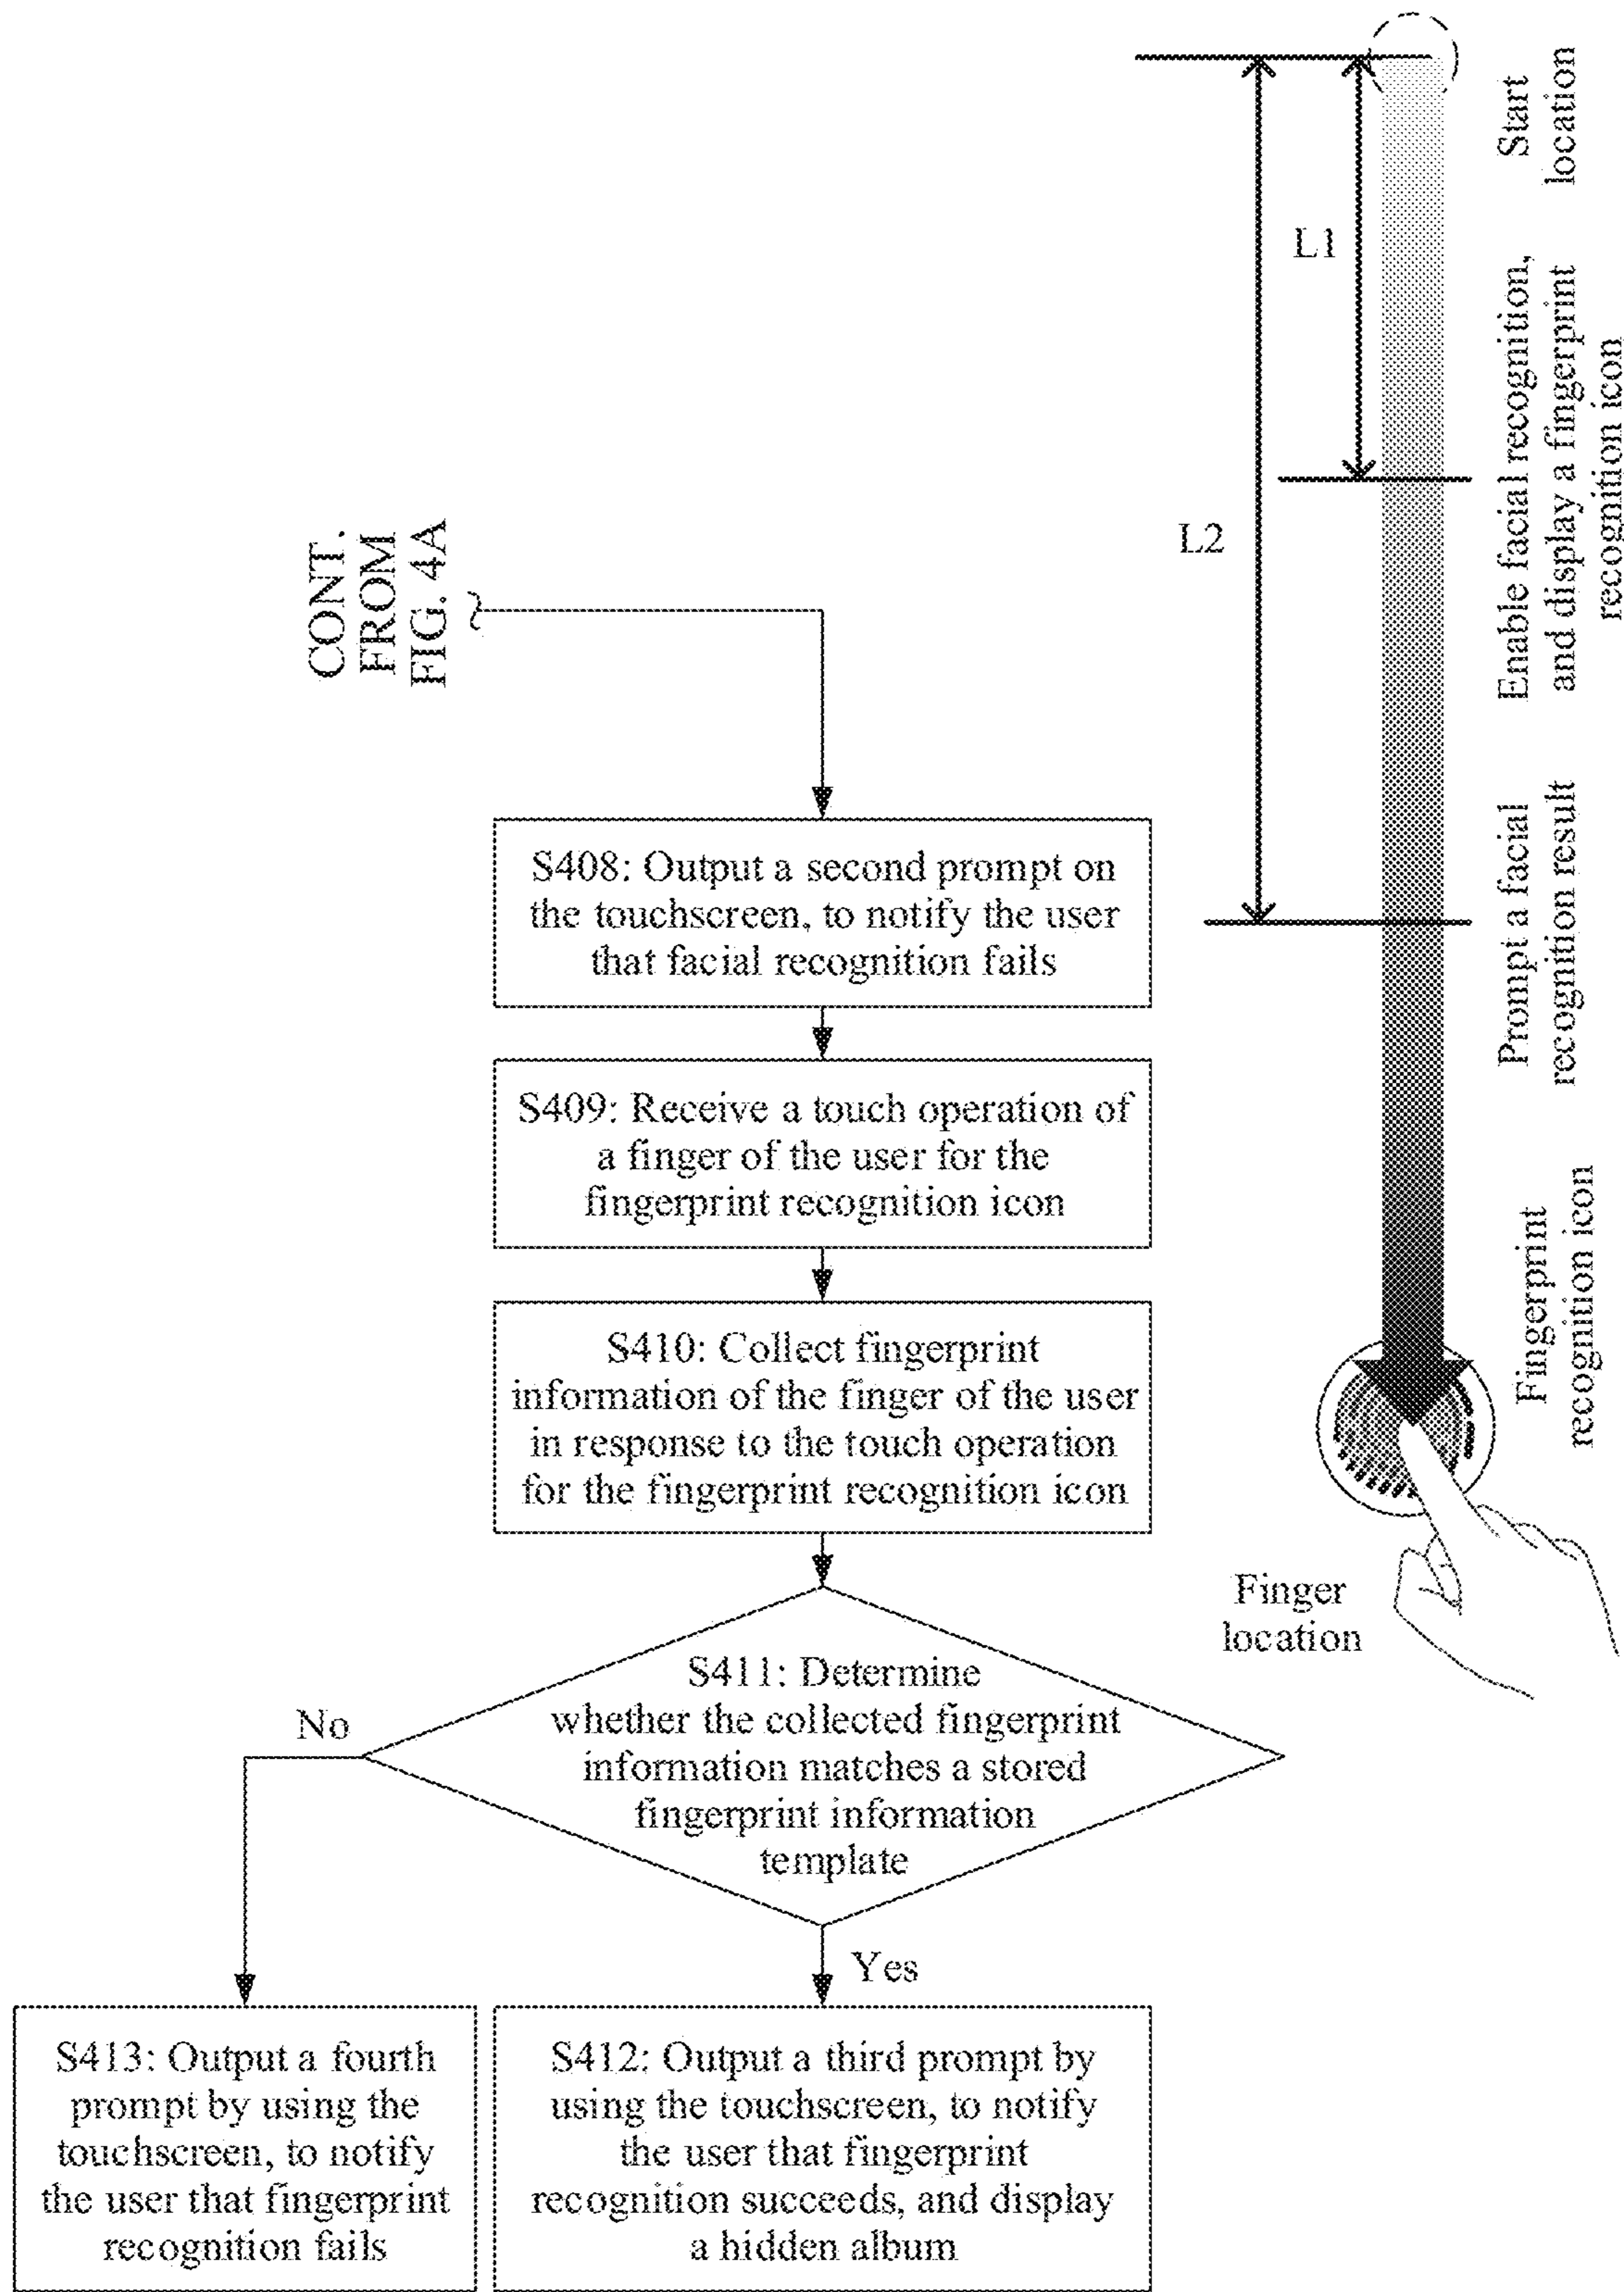 CONT.
FROM
FIG. 4A
S408: Output a second prompt on
the touchscreen, to notify the user
that facial recognition fails
S409: Receive a touch operation of
a finger of the user for the
fingerprint recognition icon
S410: Collect fingerprint
information of the finger of the user
in response to the touch operation
for the fingerprint recognition icon
S411: Determine
whether the collected fingerprint
information matches a stored
fingerprint information
template
No
Yes
S413: Output a fourth
prompt by using the
touchscreen, to notify
the user that fingerprint
recognition fails
S412: Output a third prompt by
using the touchscreen, to notify
the user that fingerprint
recognition succeeds, and display
a hidden album
L1
L2
Start
location
Enable facial recognition,
and display a fingerprint
recognition icon
Prompt a facial
recognition result
Fingerprint
recognition icon
Finger
location